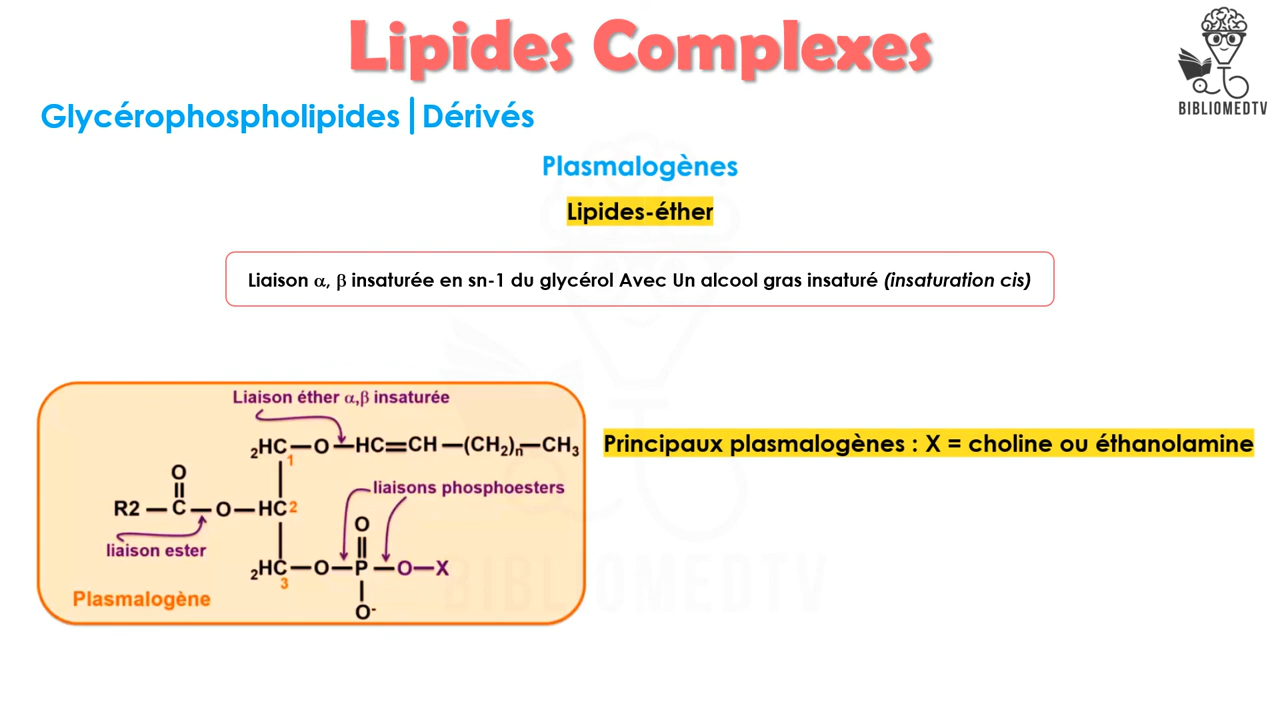 Lipides Complexes
BIBLIOMEDTV
Glycérophospholipides | Dérivés
Plasmalogènes
Lipides-éther
Liaison α, β insaturée en sn-1 du glycérol Avec Un alcool gras insaturé (insaturation cis)
Liaison éther α,β insaturée
₂HC—O—HC=CH—(CH₂)n—CH₃
1
Principaux plasmalogènes : X = choline ou éthanolamine
O
liaisons phosphoesters
R2—C—O—HC 2
O
liaison ester
₂HC—O—P—O—X
3
Plasmalogène
O-
BIBLIOMEDTV